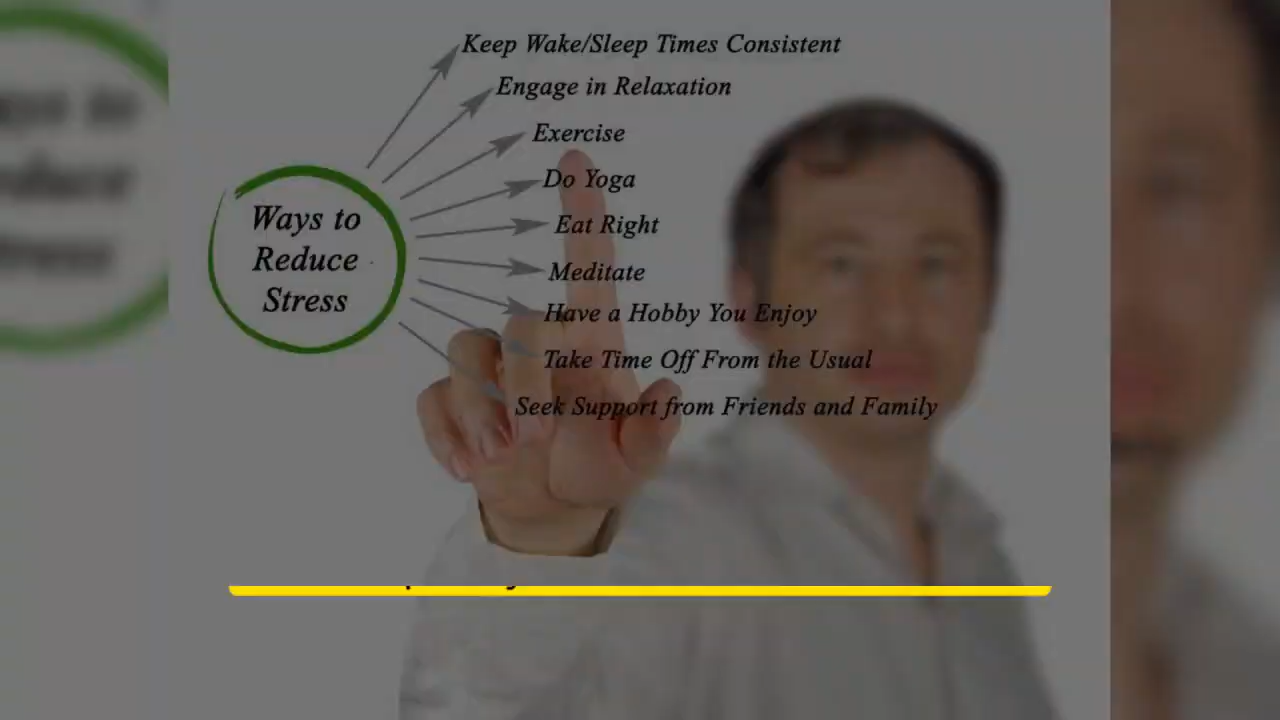 Ways to
Reduce
Stress
Keep Wake/Sleep Times Consistent
Engage in Relaxation
Exercise
Do Yoga
Eat Right
Meditate
Have a Hobby You Enjoy
Take Time Off From the Usual
Seek Support from Friends and Family